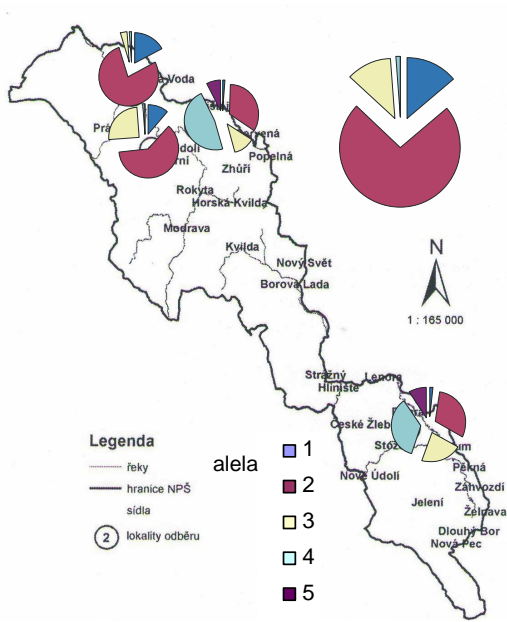 Voda
Popelná
Zhůří
Rokyta
Horská Kvilda
Modrava
Kvilda
Nový Svět
Borová Lada
N
1 : 165 000
Strážný
Hliniště
Lenora
České Žleb
Stož
Pěkná
Nové Údolí
Záhvozdí
Jelení
Želnava
Dlouhý Bor
Nová Pec
Legenda
řeky
hranice NPŠ
sídla
2 lokality odběru
alela
1
2
3
4
5